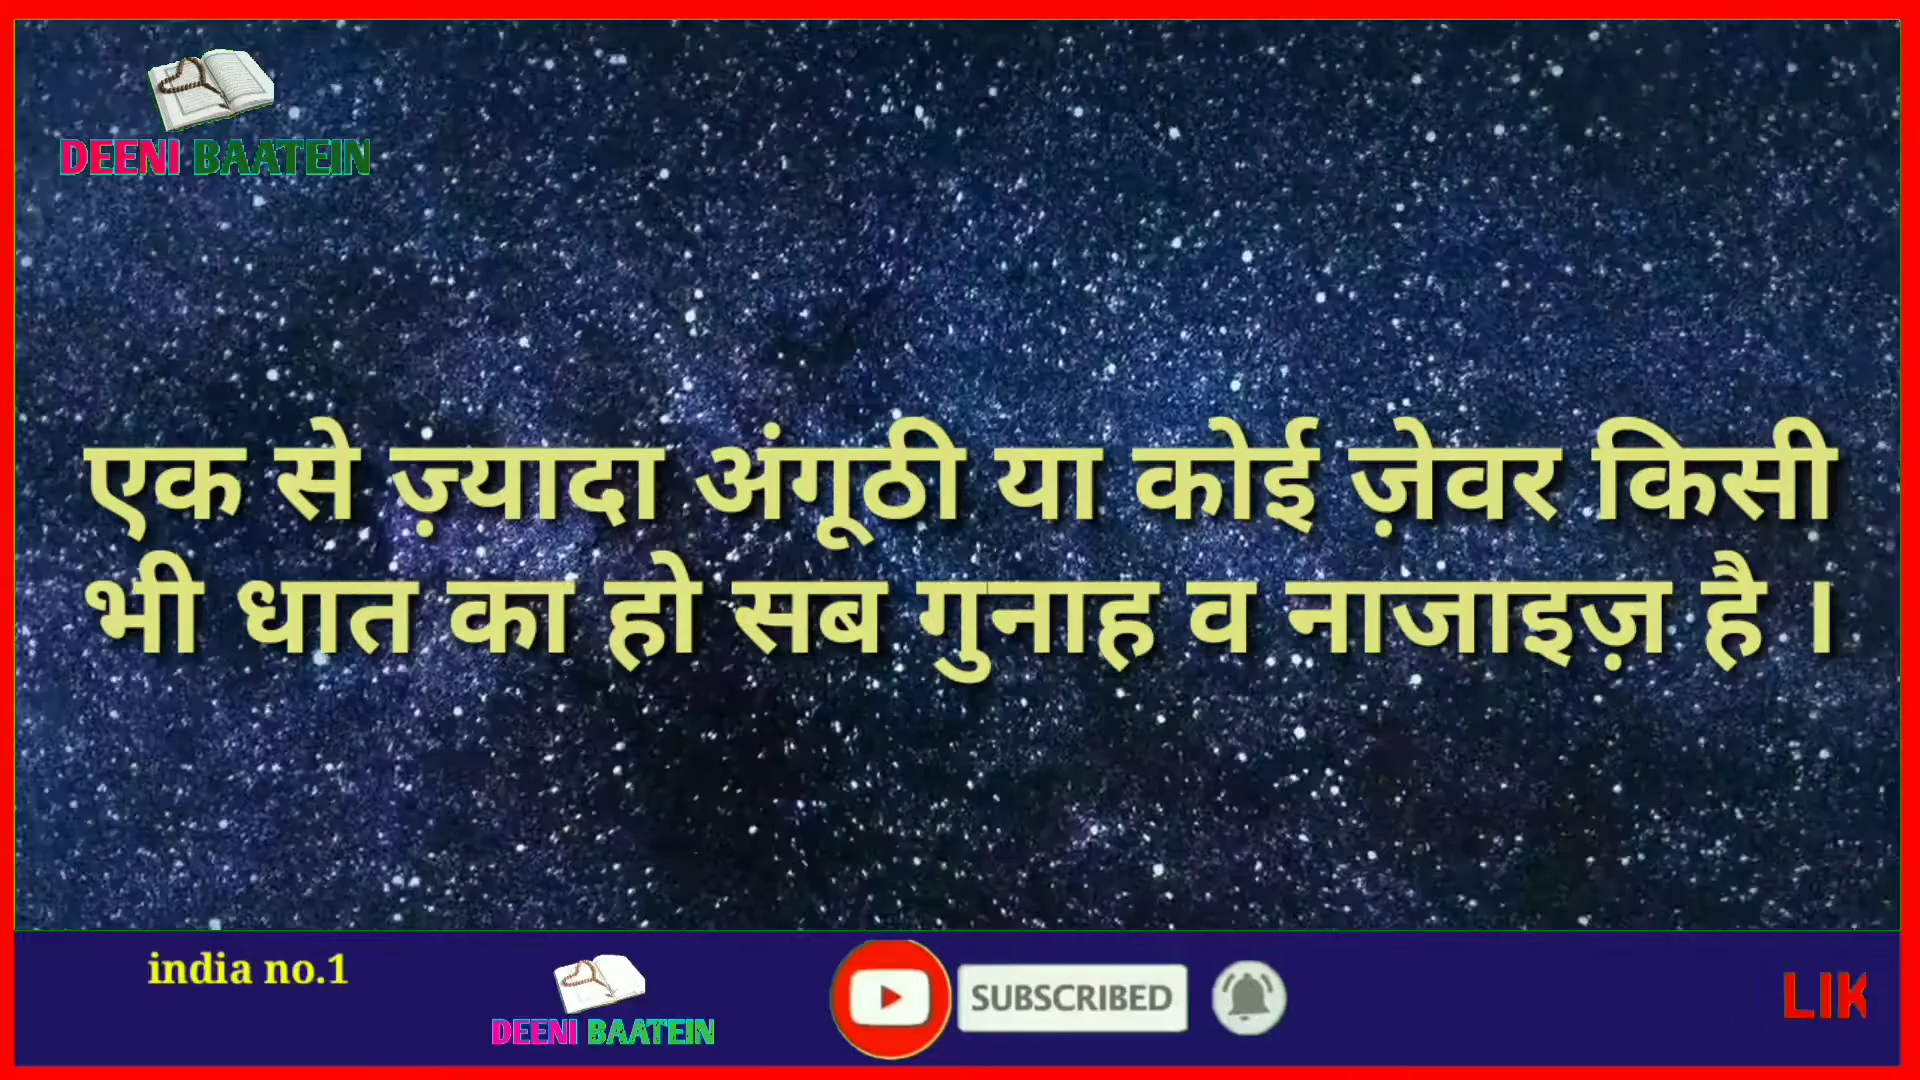 DEENI BAATEIN
एक से ज़्यादा अंगूठी या कोई ज़ेवर किसी
भी धात का हो सब गुनाह व नाजाइज़ है ।
india no.1
DEENI BAATEIN
SUBSCRIBED
LIK